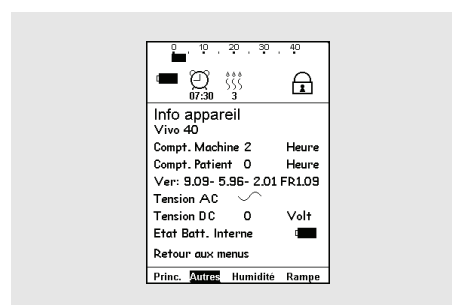 0 10 20 30 40
07:30 3
Info appareil
Vivo 40
Compt. Machine 2 Heure
Compt. Patient 0 Heure
Ver: 9.09- 5.96- 2.01 FR1.09
Tension AC
Tension DC 0 Volt
Etat Batt. Interne
Retour aux menus
Princ. Autres Humidité Rampe